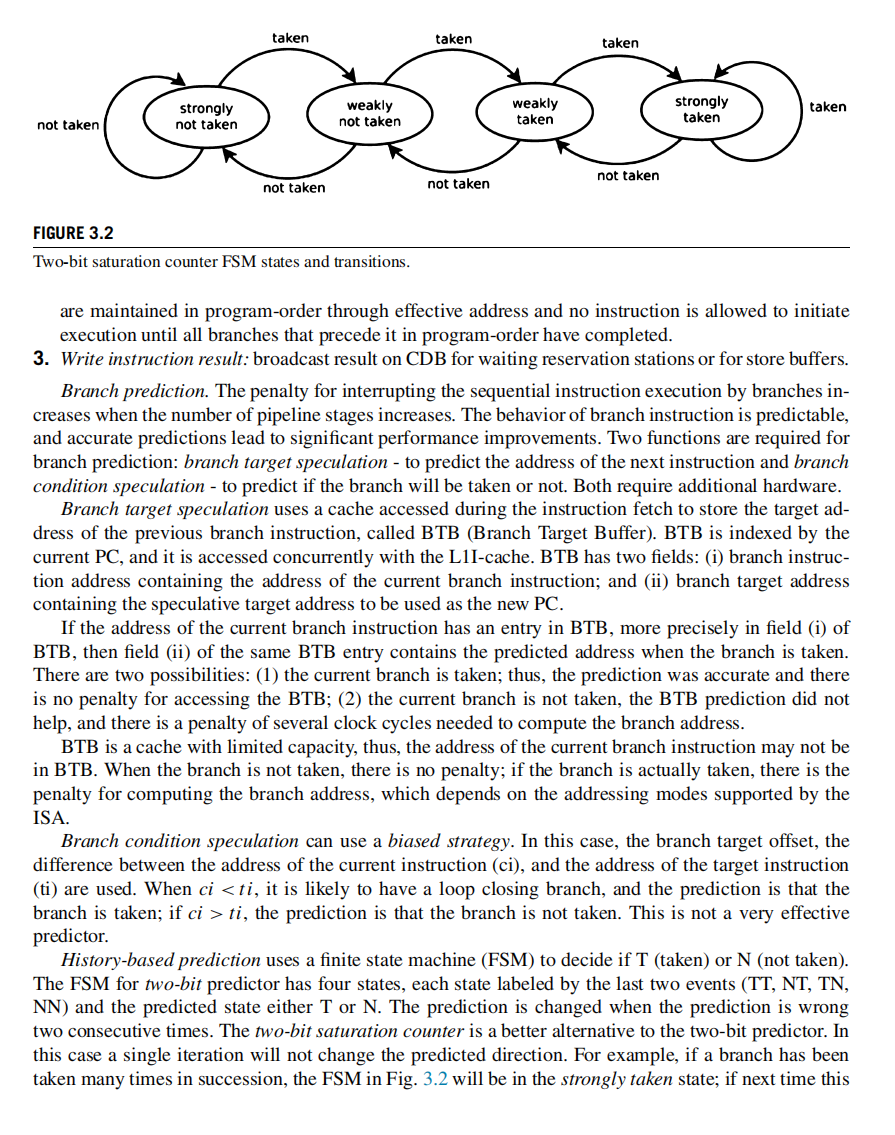 taken
taken
taken
strongly
not taken
weakly
not taken
weakly
taken
strongly
taken
not taken
taken
not taken
not taken
not taken
FIGURE 3.2
Two-bit saturation counter FSM states and transitions.
are maintained in program-order through effective address and no instruction is allowed to initiate
execution until all branches that precede it in program-order have completed.
3. Write instruction result: broadcast result on CDB for waiting reservation stations or for store buffers.
Branch prediction. The penalty for interrupting the sequential instruction execution by branches in-
creases when the number of pipeline stages increases. The behavior of branch instruction is predictable,
and accurate predictions lead to significant performance improvements. Two functions are required for
branch prediction: branch target speculation - to predict the address of the next instruction and branch
condition speculation - to predict if the branch will be taken or not. Both require additional hardware.
Branch target speculation uses a cache accessed during the instruction fetch to store the target ad-
dress of the previous branch instruction, called BTB (Branch Target Buffer). BTB is indexed by the
current PC, and it is accessed concurrently with the L1I-cache. BTB has two fields: (i) branch instruc-
tion address containing the address of the current branch instruction; and (ii) branch target address
containing the speculative target address to be used as the new PC.
If the address of the current branch instruction has an entry in BTB, more precisely in field (i) of
BTB, then field (ii) of the same BTB entry contains the predicted address when the branch is taken.
There are two possibilities: (1) the current branch is taken; thus, the prediction was accurate and there
is no penalty for accessing the BTB; (2) the current branch is not taken, the BTB prediction did not
help, and there is a penalty of several clock cycles needed to compute the branch address.
BTB is a cache with limited capacity, thus, the address of the current branch instruction may not be
in BTB. When the branch is not taken, there is no penalty; if the branch is actually taken, there is the
penalty for computing the branch address, which depends on the addressing modes supported by the
ISA.
Branch condition speculation can use a biased strategy. In this case, the branch target offset, the
difference between the address of the current instruction (ci), and the address of the target instruction
(ti) are used. When ci < ti, it is likely to have a loop closing branch, and the prediction is that the
branch is taken; if ci > ti, the prediction is that the branch is not taken. This is not a very effective
predictor.
History-based prediction uses a finite state machine (FSM) to decide if T (taken) or N (not taken).
The FSM for two-bit predictor has four states, each state labeled by the last two events (TT, NT, TN,
NN) and the predicted state either T or N. The prediction is changed when the prediction is wrong
two consecutive times. The two-bit saturation counter is a better alternative to the two-bit predictor. In
this case a single iteration will not change the predicted direction. For example, if a branch has been
taken many times in succession, the FSM in Fig. 3.2 will be in the strongly taken state; if next time this